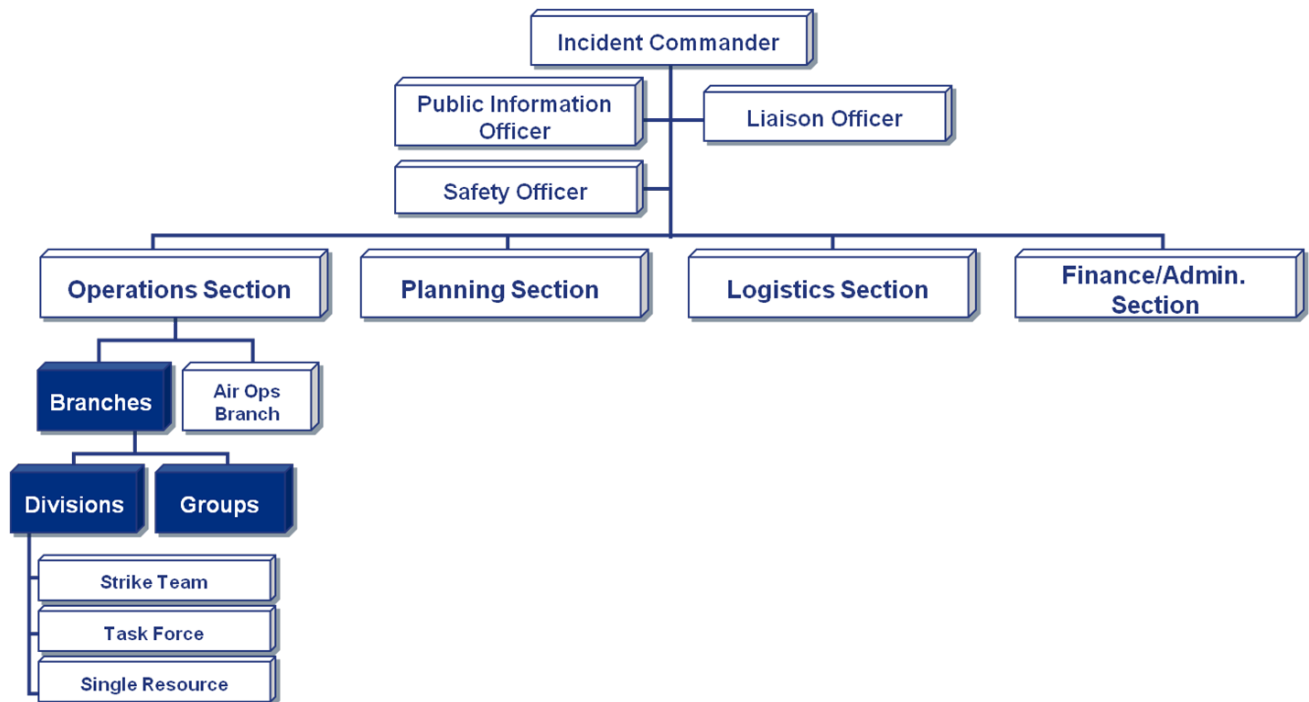 Incident Commander
Public Information
Officer
Liaison Officer
Safety Officer
Operations Section
Planning Section
Logistics Section
Finance/Admin.
Section
Branches
Air Ops
Branch
Divisions
Groups
Strike Team
Task Force
Single Resource